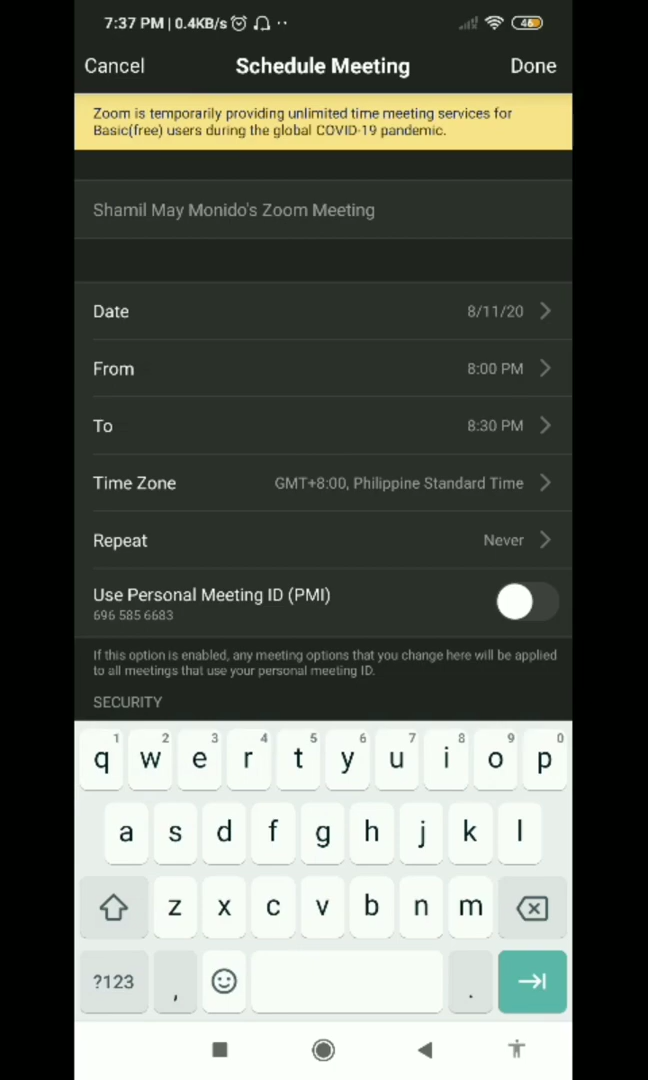 7:37 PM | 0.4KB/s
46
Cancel
Schedule Meeting
Done
Zoom is temporarily providing unlimited time meeting services for
Basic(free) users during the global COVID-19 pandemic.
Shamil May Monido's Zoom Meeting
Date 8/11/20
From 8:00 PM
To 8:30 PM
Time Zone GMT+8:00, Philippine Standard Time
Repeat Never
Use Personal Meeting ID (PMI)
696 585 6683
If this option is enabled, any meeting options that you change here will be applied
to all meetings that use your personal meeting ID.
SECURITY
1 2 3 4 5 6 7 8 9 0
q w e r t y u i o p
a s d f g h j k l
z x c v b n m
?123 , .